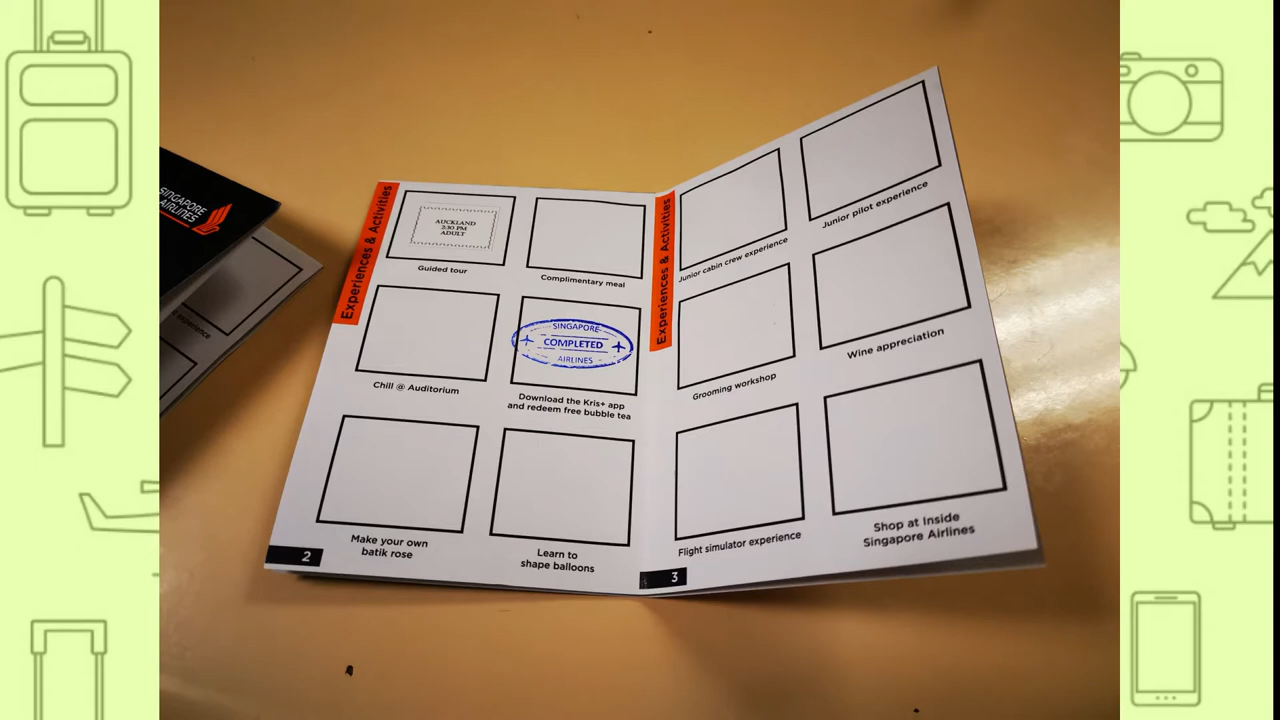 SINGAPORE
AIRLINES
Experiences & Activities
AUCKLAND
2:30 PM
ADULT
Guided tour
Complimentary meal
Chill @ Auditorium
SINGAPORE
COMPLETED
AIRLINES
Download the Kris+ app
and redeem free bubble tea
Make your own
batik rose
Learn to
shape balloons
2
Experiences & Activities
Junior cabin crew experience
Junior pilot experience
Grooming workshop
Wine appreciation
Flight simulator experience
Shop at Inside
Singapore Airlines
3